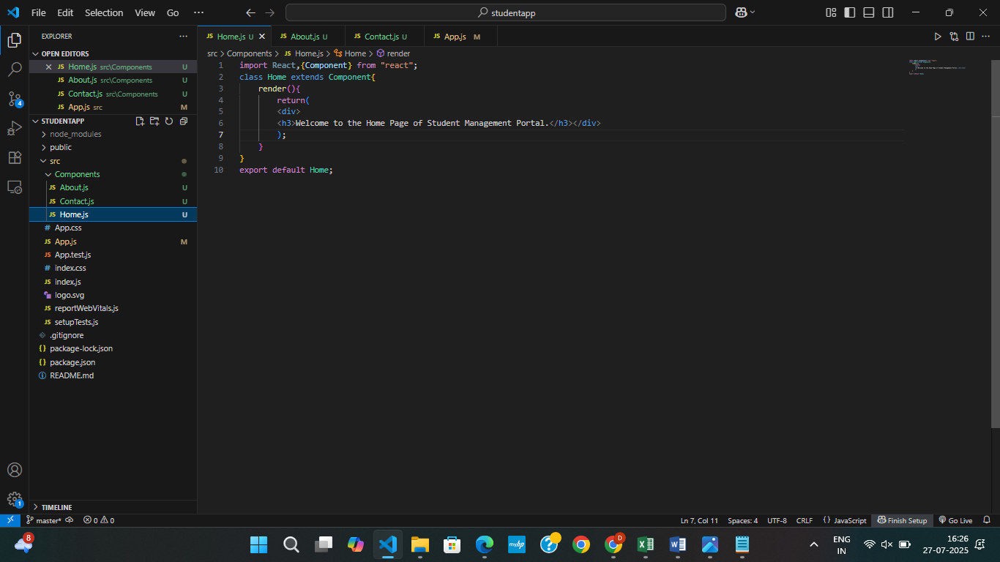 File Edit Selection View Go ··· studentapp
EXPLORER ···
OPEN EDITORS
JS Home.js src\Components U
JS About.js src\Components U
JS Contact.js src\Components U
JS App.js src M
STUDENTAPP
node_modules
public
src
Components
JS About.js U
JS Contact.js U
JS Home.js U
# App.css
JS App.js M
JS App.test.js
# index.css
JS index.js
logo.svg
JS reportWebVitals.js
JS setupTests.js
.gitignore
{} package-lock.json
{} package.json
README.md
TIMELINE
4
1
JS Home.js U JS About.js U JS Contact.js U JS App.js M
src > Components > JS Home.js > Home > render
1 import React,{Component} from "react";
2 class Home extends Component{
3 render(){
4 return(
5 <div>
6 <h3>Welcome to the Home Page of Student Management Portal.</h3></div>
7 );
8 }
9 }
10 export default Home;
master* 0 0 Ln 7, Col 11 Spaces: 4 UTF-8 CRLF {} JavaScript Finish Setup Go Live
8 myhp ? D ENG 16:26
IN 27-07-2025